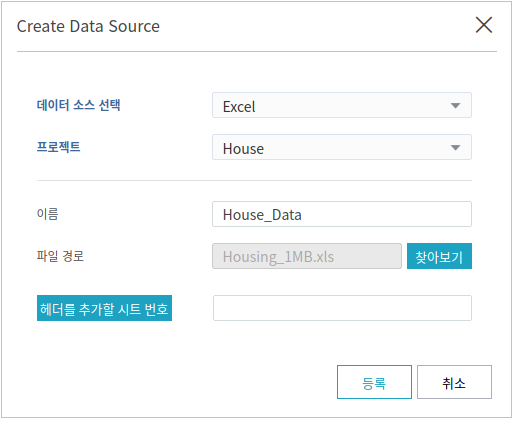 Create Data Source
데이터 소스 선택 Excel
프로젝트 House
이름 House_Data
파일 경로 Housing_1MB.xls 찾아보기
헤더를 추가할 시트 번호
등록 취소